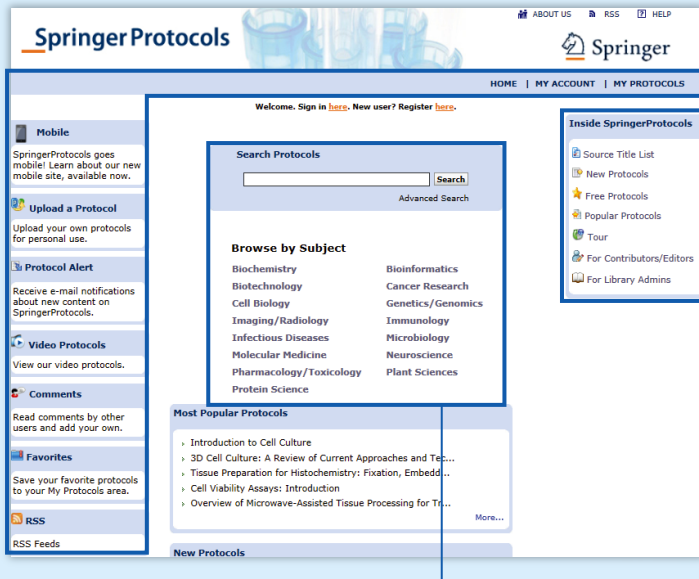 ABOUT US RSS ? HELP
SpringerProtocols
Springer
HOME | MY ACCOUNT | MY PROTOCOLS
Welcome. Sign in here. New user? Register here.
Mobile
SpringerProtocols goes
mobile! Learn about our new
mobile site, available now.
Upload a Protocol
Upload your own protocols
for personal use.
Protocol Alert
Receive e-mail notifications
about new content on
SpringerProtocols.
Video Protocols
View our video protocols.
Comments
Read comments by other
users and add your own.
Favorites
Save your favorite protocols
to your My Protocols area.
RSS
RSS Feeds
Search Protocols
Search
Advanced Search
Browse by Subject
Biochemistry Bioinformatics
Biotechnology Cancer Research
Cell Biology Genetics/Genomics
Imaging/Radiology Immunology
Infectious Diseases Microbiology
Molecular Medicine Neuroscience
Pharmacology/Toxicology Plant Sciences
Protein Science
Most Popular Protocols
› Introduction to Cell Culture
› 3D Cell Culture: A Review of Current Approaches and Tec...
› Tissue Preparation for Histochemistry: Fixation, Embedd...
› Cell Viability Assays: Introduction
› Overview of Microwave-Assisted Tissue Processing for Tr...
More...
New Protocols
Inside SpringerProtocols
Source Title List
New Protocols
Free Protocols
Popular Protocols
Tour
For Contributors/Editors
For Library Admins